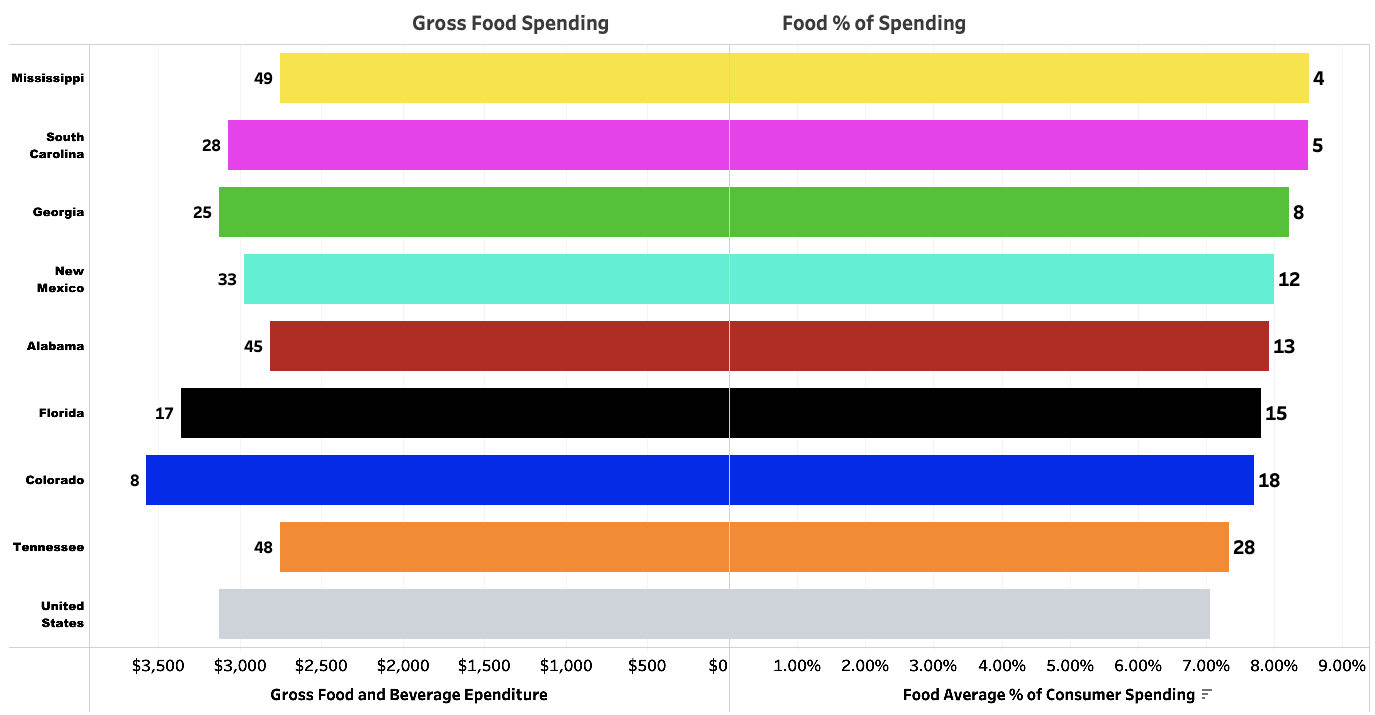 Gross Food Spending Food % of Spending
Mississippi 49 4
South
Carolina 28 5
Georgia 25 8
New
Mexico 33 12
Alabama 45 13
Florida 17 15
Colorado 8 18
Tennessee 48 28
United
States
$3,500 $3,000 $2,500 $2,000 $1,500 $1,000 $500 $0 1.00% 2.00% 3.00% 4.00% 5.00% 6.00% 7.00% 8.00% 9.00%
Gross Food and Beverage Ependiture Food Average % of Consumer Spending